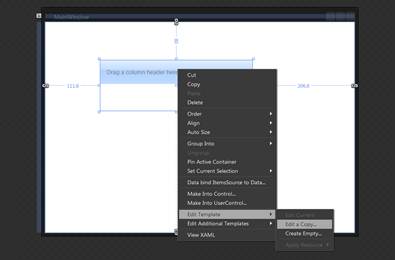 MainWindow
Drag a column header here
111.8
206.8
Cut
Copy
Paste
Delete
Order
Align
Auto Size
Group Into
Ungroup
Pin Active Container
Set Current Selection
Data bind ItemsSource to Data...
Make Into Control...
Make Into UserControl...
Edit Template
Edit Additional Templates
View XAML
Edit Current
Edit a Copy...
Create Empty...
Apply Resource